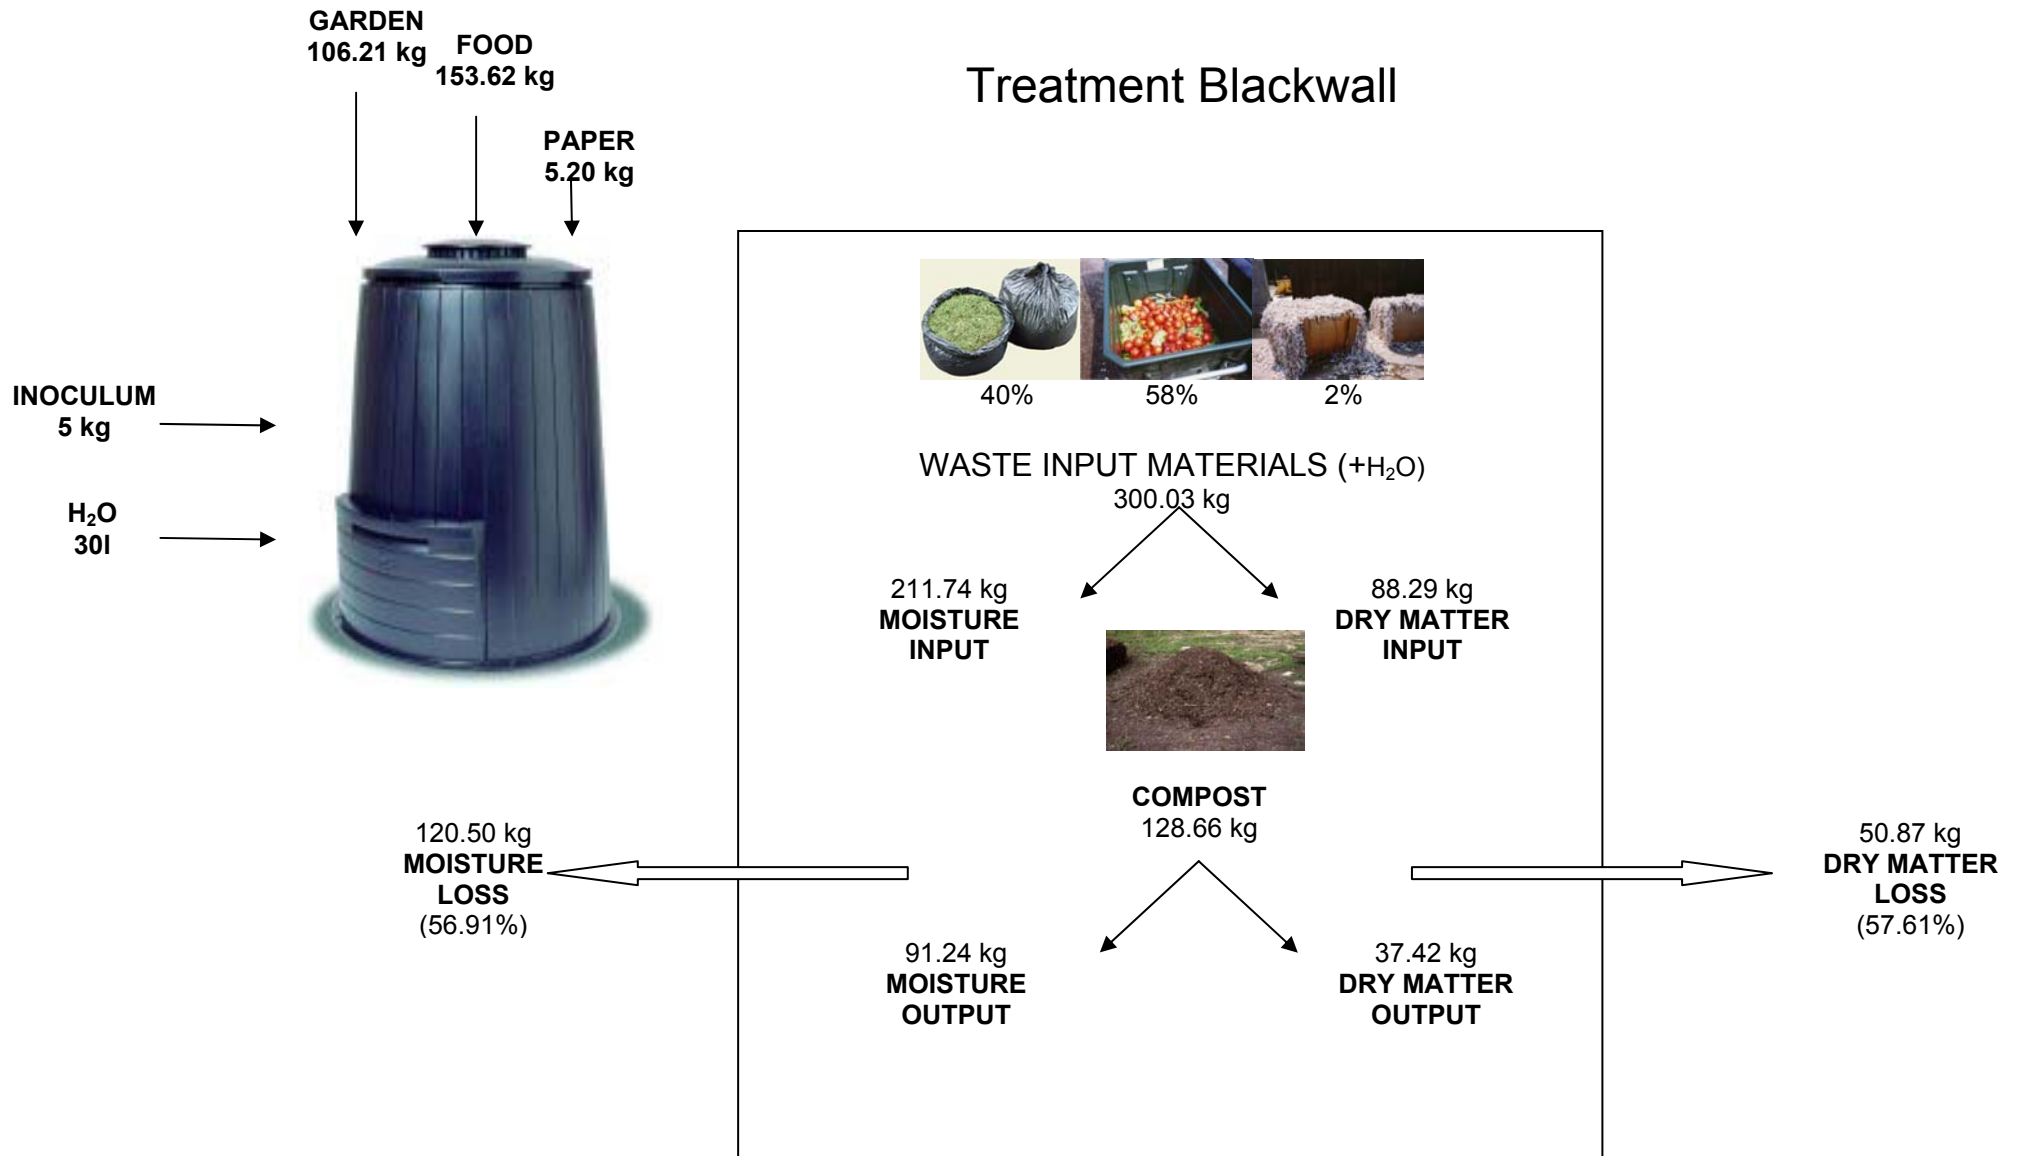 GARDEN
106.21 kg
FOOD
153.62 kg
Treatment Blackwall
PAPER
5.20 kg
40%
58%
2%
INOCULUM
5 kg
WASTE INPUT MATERIALS (+H₂O)
300.03 kg
H₂O
30l
211.74 kg
MOISTURE
INPUT
88.29 kg
DRY MATTER
INPUT
COMPOST
128.66 kg
120.50 kg
MOISTURE
LOSS
(56.91%)
50.87 kg
DRY MATTER
LOSS
(57.61%)
91.24 kg
MOISTURE
OUTPUT
37.42 kg
DRY MATTER
OUTPUT